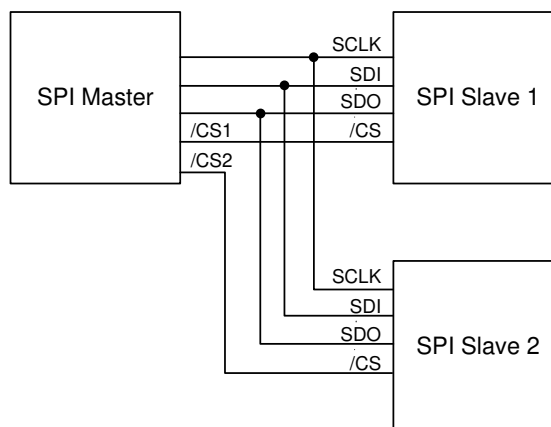 SCLK
SDI
SPI Master
SDO
SPI Slave 1
/CS1
/CS
/CS2
SCLK
SDI
SDO
SPI Slave 2
/CS